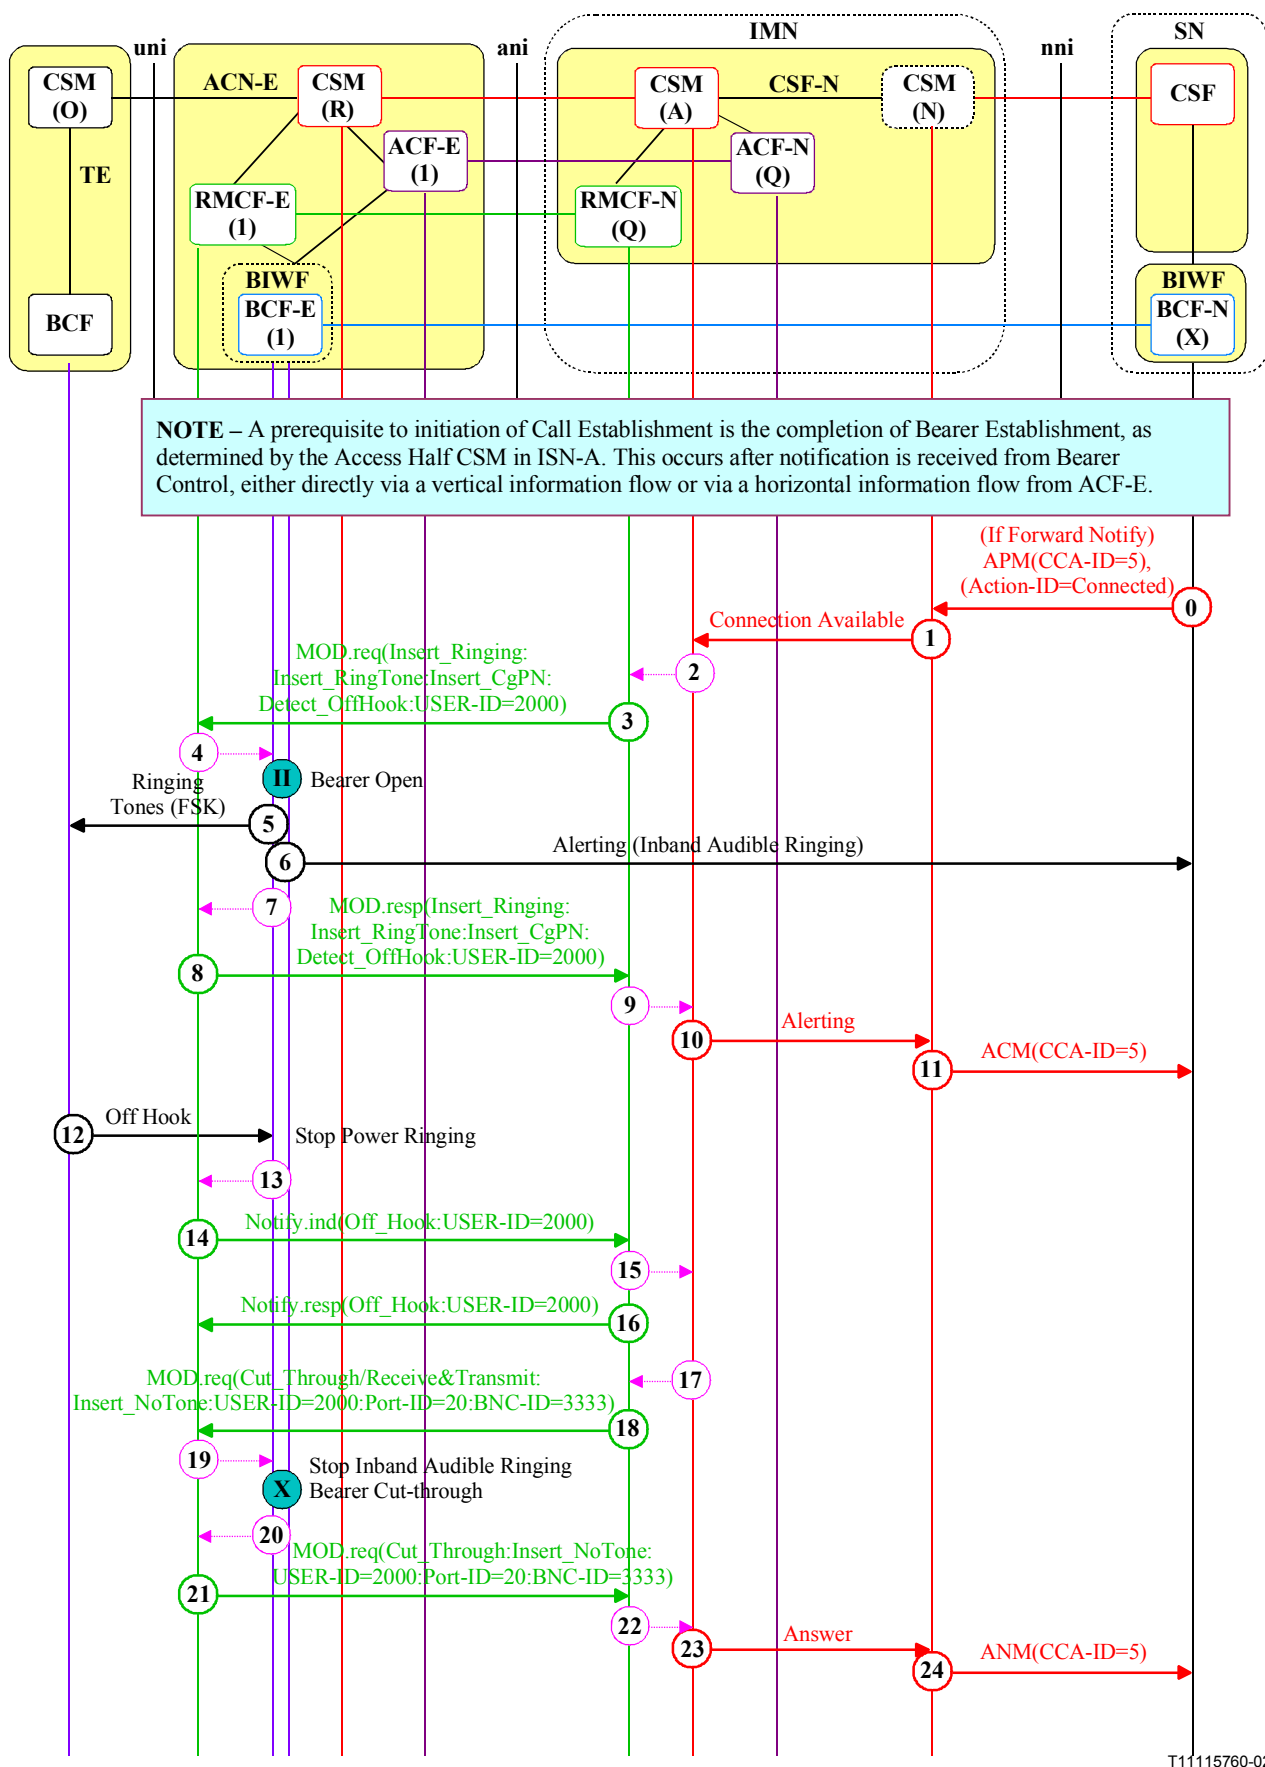 IMN
SN
uni
ani
nni
CSM
(O)
ACN-E
CSM
(R)
CSM
(A)
CSF-N
CSM
(N)
CSF
TE
ACF-E
(1)
ACF-N
(Q)
RMCF-E
(1)
RMCF-N
(Q)
BIWF
BIWF
BCF
BCF-E
(1)
BCF-N
(X)
NOTE – A prerequisite to initiation of Call Establishment is the completion of Bearer Establishment, as
determined by the Access Half CSM in ISN-A. This occurs after notification is received from Bearer
Control, either directly via a vertical information flow or via a horizontal information flow from ACF-E.
(If Forward Notify)
APM(CCA-ID=5),
(Action-ID=Connected)
0
Connection Available
1
MOD.req(Insert_Ringing:
Insert_RingTone:Insert_CgPN:
Detect_OffHook:USER-ID=2000)
2
3
4
II
Bearer Open
Ringing
Tones (FSK)
5
Alerting (Inband Audible Ringing)
6
7
MOD.resp(Insert_Ringing:
Insert_RingTone:Insert_CgPN:
Detect_OffHook:USER-ID=2000)
8
9
10
Alerting
11
ACM(CCA-ID=5)
12
Off Hook
Stop Power Ringing
13
14
Notify.ind(Off_Hook:USER-ID=2000)
15
Notify.resp(Off_Hook:USER-ID=2000)
16
17
MOD.req(Cut_Through/Receive&Transmit:
Insert_NoTone:USER-ID=2000:Port-ID=20:BNC-ID=3333)
18
19
Stop Inband Audible Ringing
X
Bearer Cut-through
20
MOD.req(Cut_Through:Insert_NoTone:
USER-ID=2000:Port-ID=20:BNC-ID=3333)
21
22
23
Answer
24
ANM(CCA-ID=5)
T11115760-02